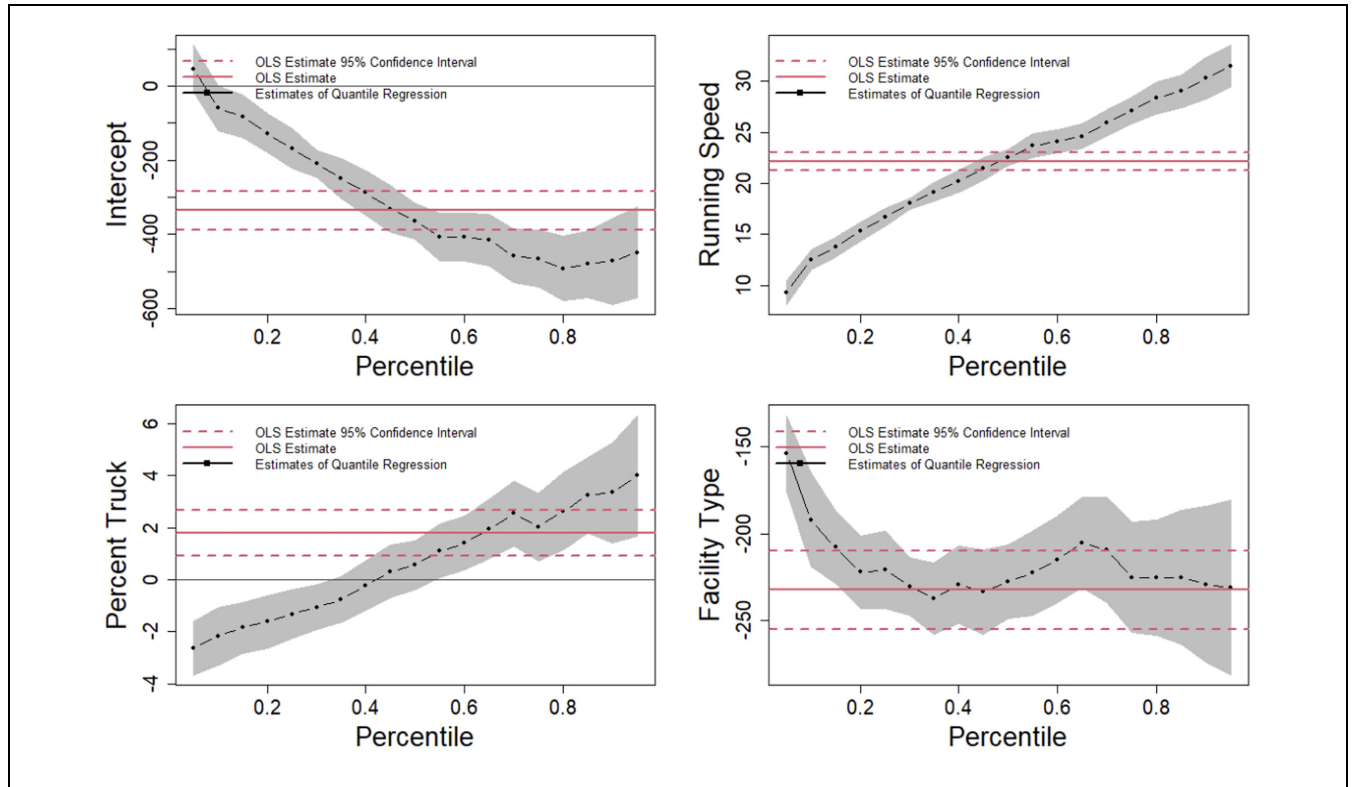 OLS Estimate 95% Confidence Interval
OLS Estimate
Estimates of Quantile Regression
Intercept
0
-200
-400
-600
0.2 0.4 0.6 0.8
Percentile
OLS Estimate 95% Confidence Interval
OLS Estimate
Estimates of Quantile Regression
Running Speed
30
25
20
15
10
0.2 0.4 0.6 0.8
Percentile
OLS Estimate 95% Confidence Interval
OLS Estimate
Estimates of Quantile Regression
Percent Truck
6
4
2
0
-2
-4
0.2 0.4 0.6 0.8
Percentile
OLS Estimate 95% Confidence Interval
OLS Estimate
Estimates of Quantile Regression
Facility Type
-150
-200
-250
0.2 0.4 0.6 0.8
Percentile